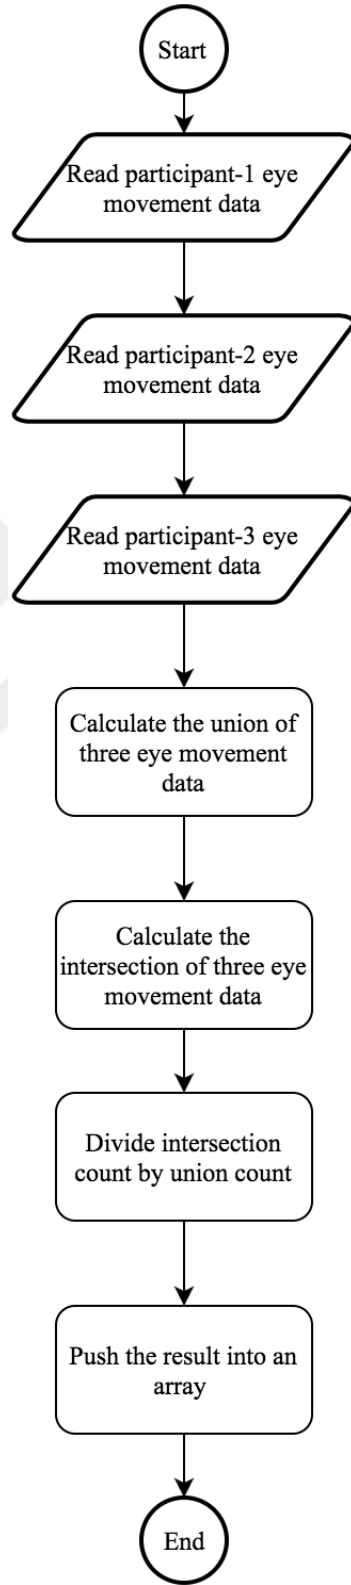 Start
Read participant-1 eye
movement data
Read participant-2 eye
movement data
Read participant-3 eye
movement data
Calculate the union of
three eye movement
data
Calculate the
intersection of three eye
movement data
Divide intersection
count by union count
Push the result into an
array
End